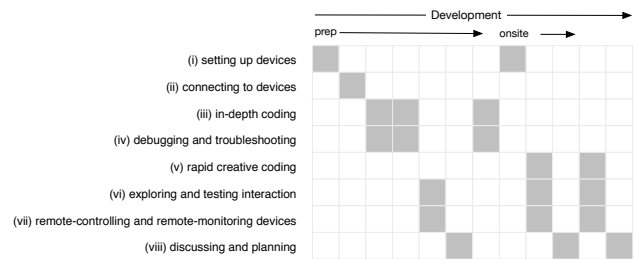 Development
prep
onsite
(i) setting up devices
(ii) connecting to devices
(iii) in-depth coding
(iv) debugging and troubleshooting
(v) rapid creative coding
(vi) exploring and testing interaction
(vii) remote-controlling and remote-monitoring devices
(viii) discussing and planning